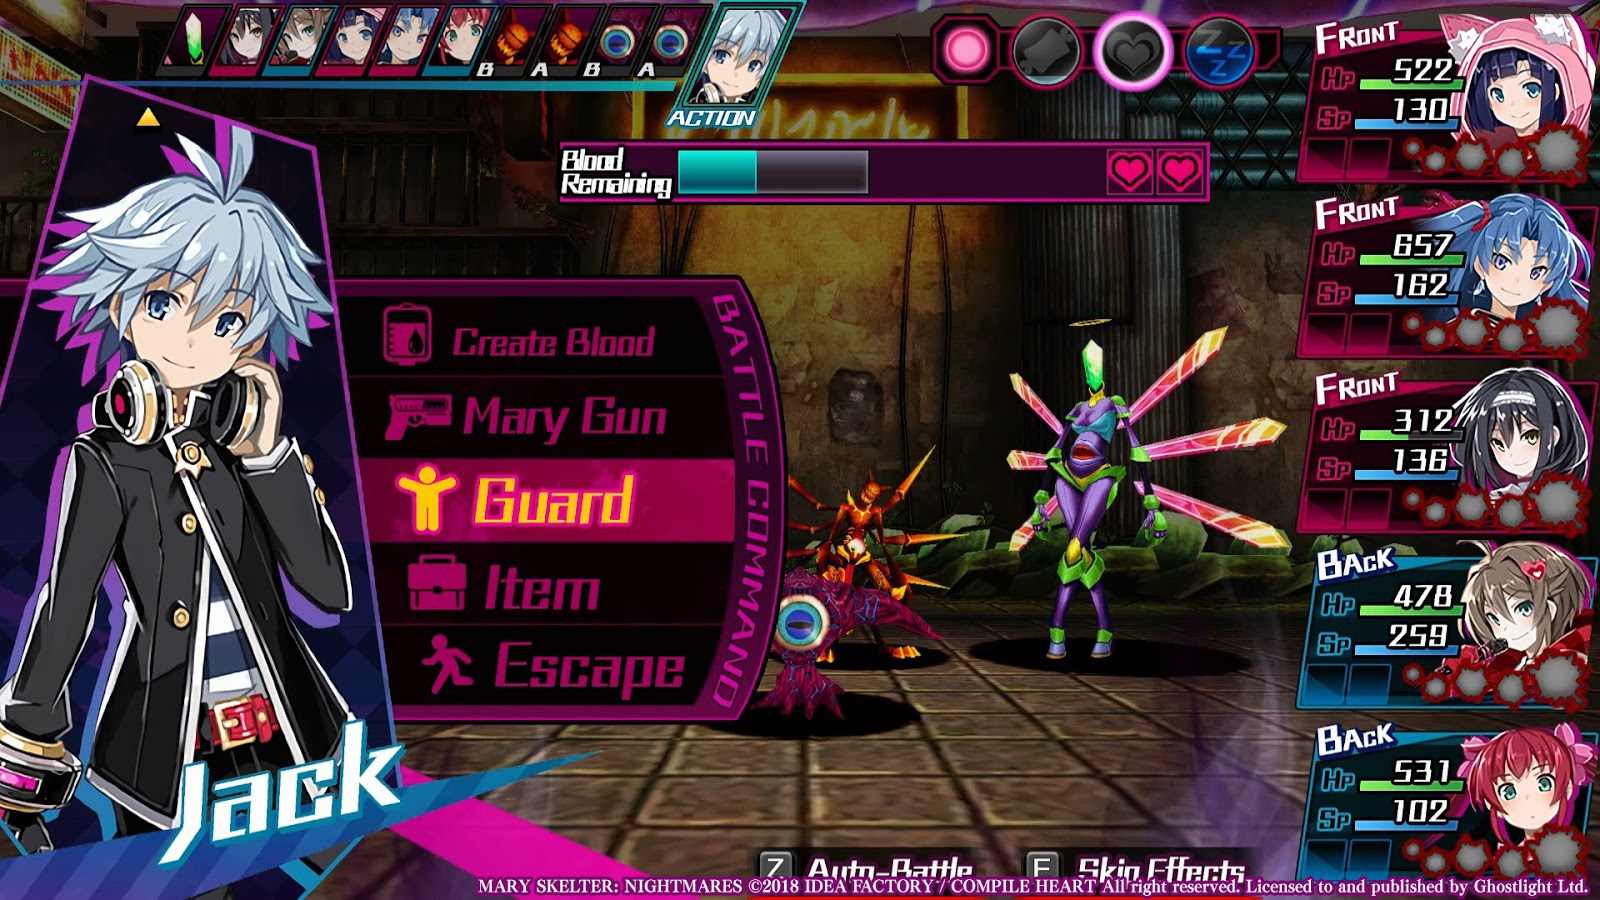 B A B A
ACTION
Blood
Remaining
Create Blood
Mary Gun
Guard
Item
Escape
BATTLE COMMAND
Jack
FRONT
HP 522
SP 130
FRONT
HP 657
SP 162
FRONT
HP 312
SP 136
BACK
HP 478
SP 259
BACK
HP 531
SP 102
Z Auto-Battle
F Skip Effects
MARY SKELTER: NIGHTMARES ©2018 IDEA FACTORY / COMPILE HEART All right reserved. Licensed to and published by Ghostlight Ltd.